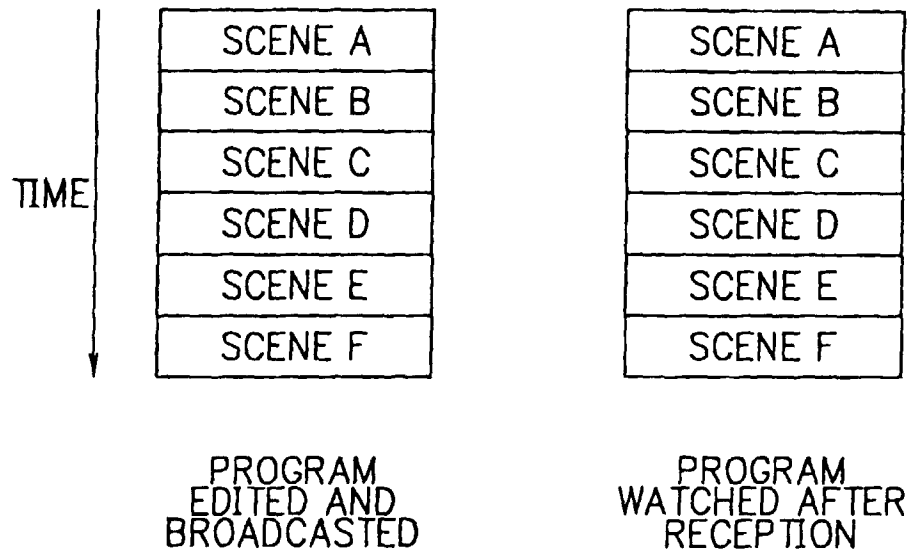 TIME
SCENE A
SCENE B
SCENE C
SCENE D
SCENE E
SCENE F
PROGRAM
EDITED AND
BROADCASTED
SCENE A
SCENE B
SCENE C
SCENE D
SCENE E
SCENE F
PROGRAM
WATCHED AFTER
RECEPTION